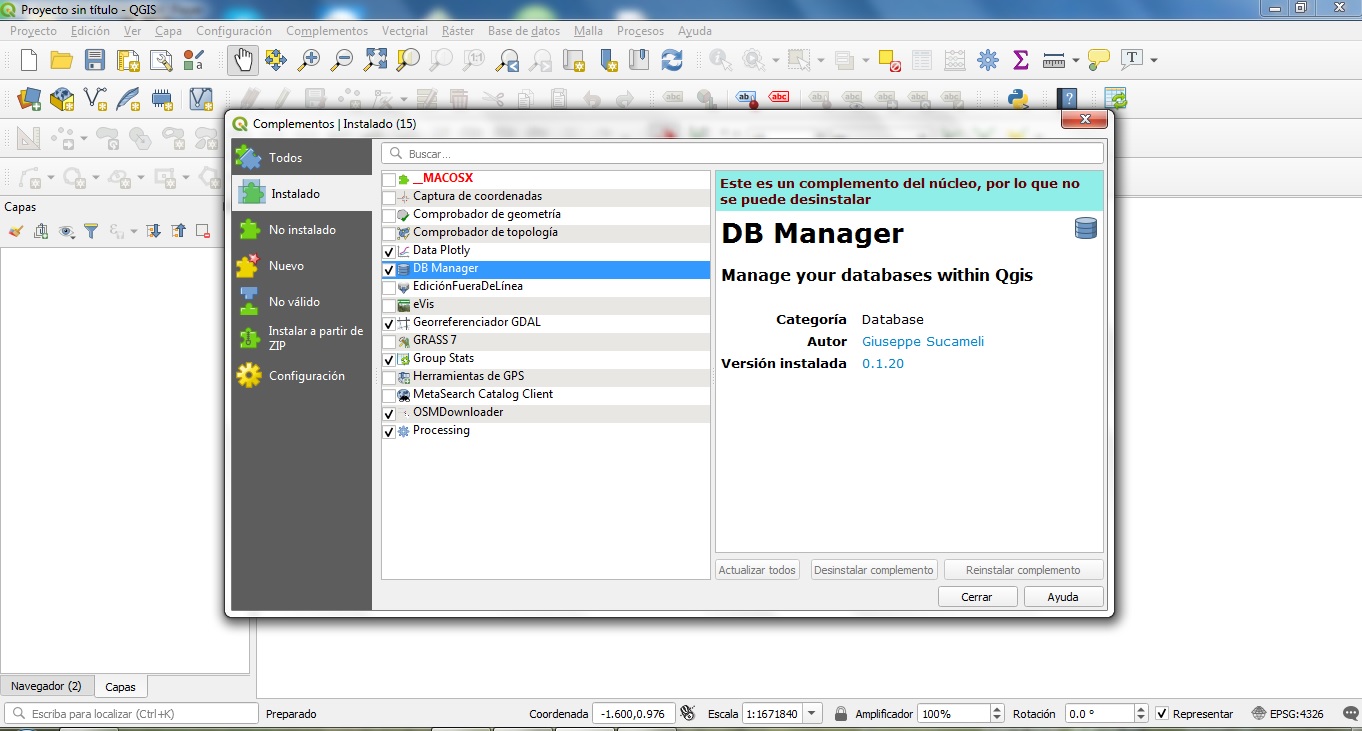 Proyecto sin título - QGIS
Proyecto Edición Ver Capa Configuración Complementos Vectorial Ráster Base de datos Malla Procesos Ayuda
Complementos | Instalado (15)
Todos
Instalado
No instalado
Nuevo
No válido
Instalar a partir de
ZIP
Configuración
Buscar...
__MACOSX
Captura de coordenadas
Comprobador de geometría
Comprobador de topología
Data Plotly
DB Manager
EdiciónFueraDeLínea
eVis
Georreferenciador GDAL
GRASS 7
Group Stats
Herramientas de GPS
MetaSearch Catalog Client
OSMDownloader
Processing
Este es un complemento del núcleo, por lo que no
se puede desinstalar
DB Manager
Manage your databases within Qgis
Categoría Database
Autor Giuseppe Sucameli
Versión instalada 0.1.20
Actualizar todos Desinstalar complemento Reinstalar complemento
Cerrar Ayuda
Capas
Navegador (2) Capas
Escriba para localizar (Ctrl+K) Preparado Coordenada -1.600,0.976 Escala 1:1671840 Amplificador 100% Rotación 0.0 ° Representar EPSG:4326